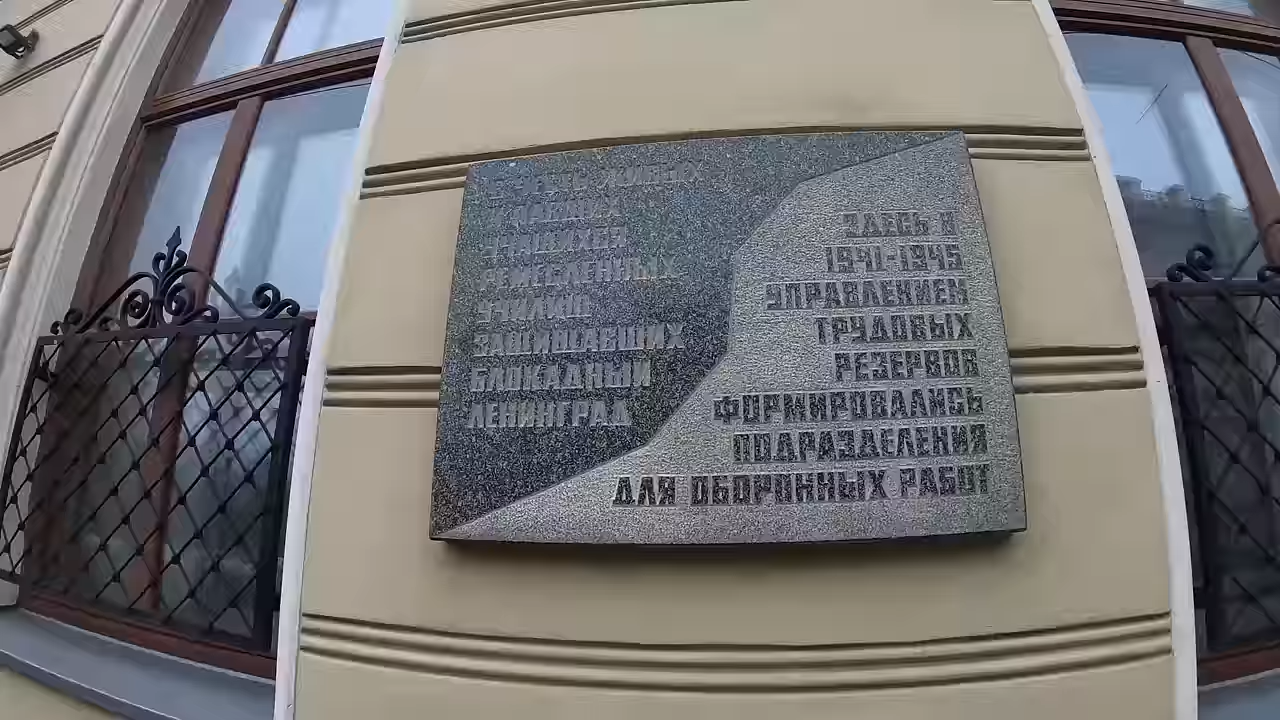 В ЧЕСТЬ ЖИВЫХ
И ПАВШИХ
УЧАЩИХСЯ
РЕМЕСЛЕННЫХ
УЧИЛИЩ
ЗАЩИЩАВШИХ
БЛОКАДНЫЙ
ЛЕНИНГРАД
ЗДЕСЬ В
1941-1945
УПРАВЛЕНИЕМ
ТРУДОВЫХ
РЕЗЕРВОВ
ФОРМИРОВАЛИСЬ
ПОДРАЗДЕЛЕНИЯ
ДЛЯ ОБОРОННЫХ РАБОТ